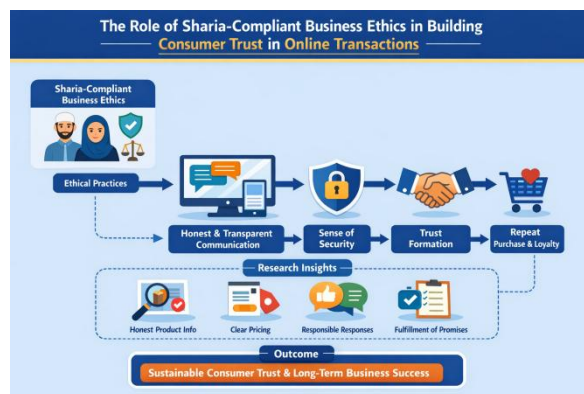 The Role of Sharia-Compliant Business Ethics in Building
Consumer Trust in Online Transactions
Sharia-Compliant
Business Ethics
Ethical Practices
Honest & Transparent
Communication
Sense of
Security
Trust
Formation
Repeat
Purchase & Loyalty
Research Insights
Honest Product Info
Clear Pricing
Responsible Responses
Fulfillment of Promises
Outcome
Sustainable Consumer Trust & Long-Term Business Success